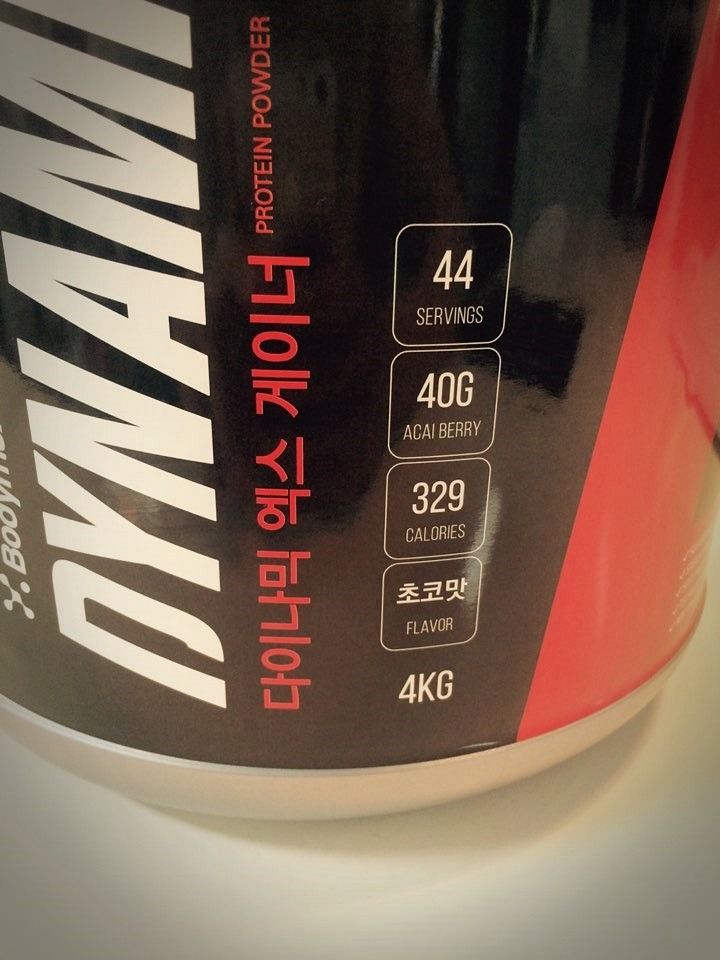 DYNAMI
다이나믹 엑스 게이너 PROTEIN POWDER
44
SERVINGS
40G
ACAI BERRY
329
CALORIES
초코맛
FLAVOR
4KG